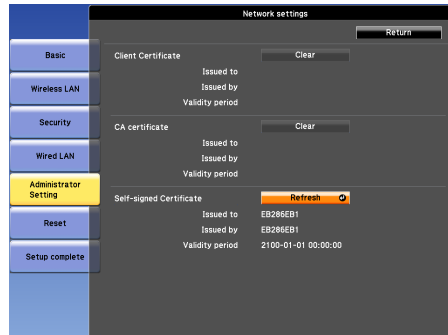 Network settings
Return
Basic
Wireless LAN
Security
Wired LAN
Administrator
Setting
Reset
Setup complete
Client Certificate Clear
Issued to
Issued by
Validity period
CA certificate Clear
Issued to
Issued by
Validity period
Self-signed Certificate Refresh
Issued to EB286EB1
Issued by EB286EB1
Validity period 2100-01-01 00:00:00